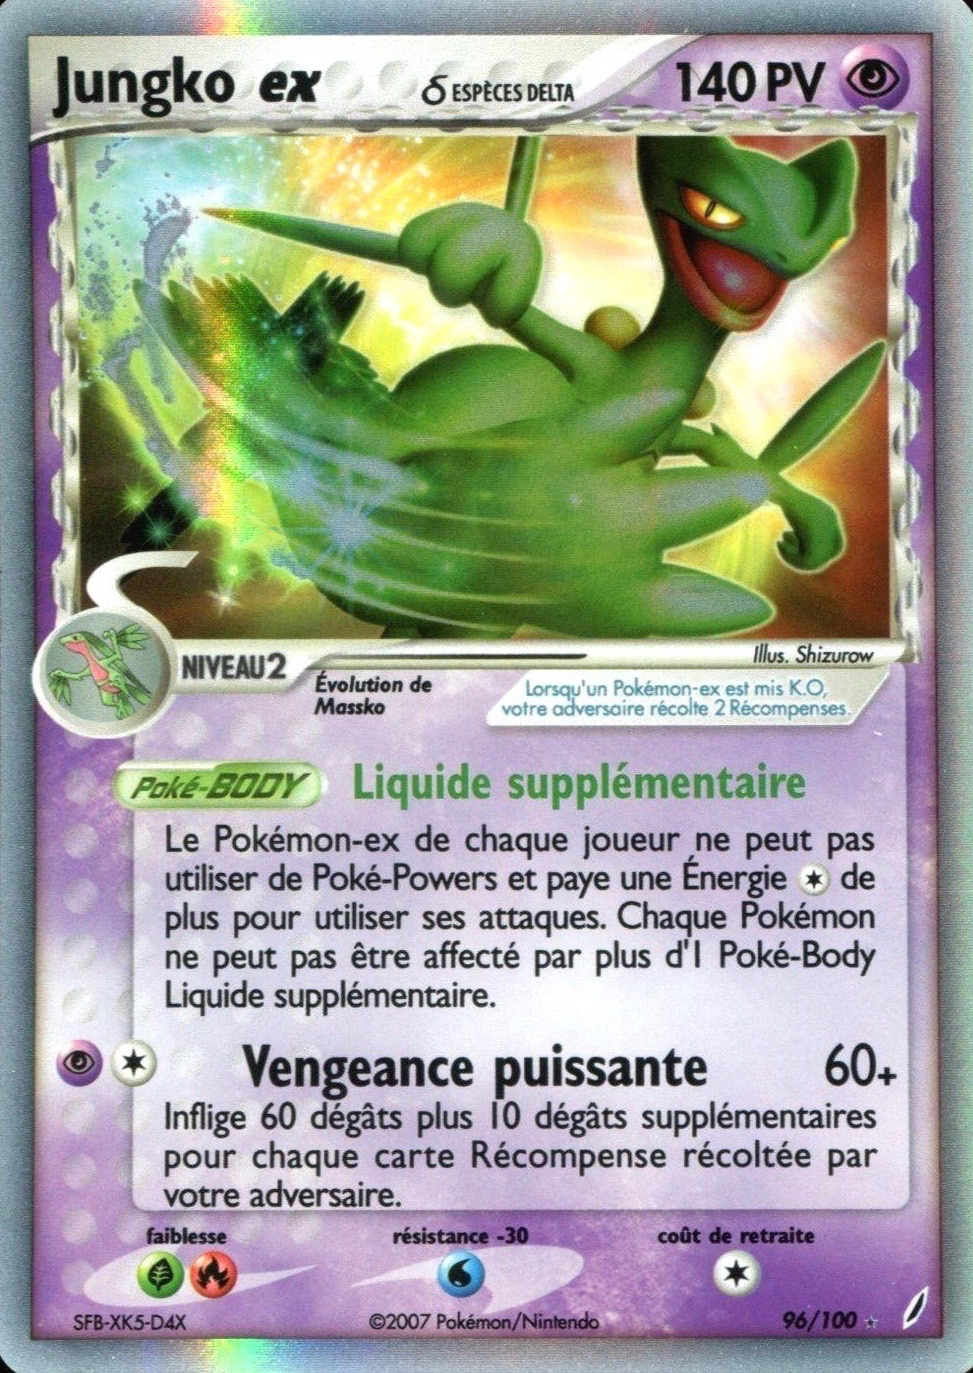 Jungko ex δ ESPÈCES DELTA 140 PV
NIVEAU2
Illus. Shizurow
Évolution de
Massko
Lorsqu'un Pokémon-ex est mis K.O,
votre adversaire récolte 2 Récompenses.
Poké-BODY Liquide supplémentaire
Le Pokémon-ex de chaque joueur ne peut pas
utiliser de Poké-Powers et paye une Énergie de
plus pour utiliser ses attaques. Chaque Pokémon
ne peut pas être affecté par plus d'1 Poké-Body
Liquide supplémentaire.
Vengeance puissante 60+
Inflige 60 dégâts plus 10 dégâts supplémentaires
pour chaque carte Récompense récoltée par
votre adversaire.
faiblesse résistance -30 coût de retraite
SFB-XK5-D4X ©2007 Pokémon/Nintendo 96/100 ★